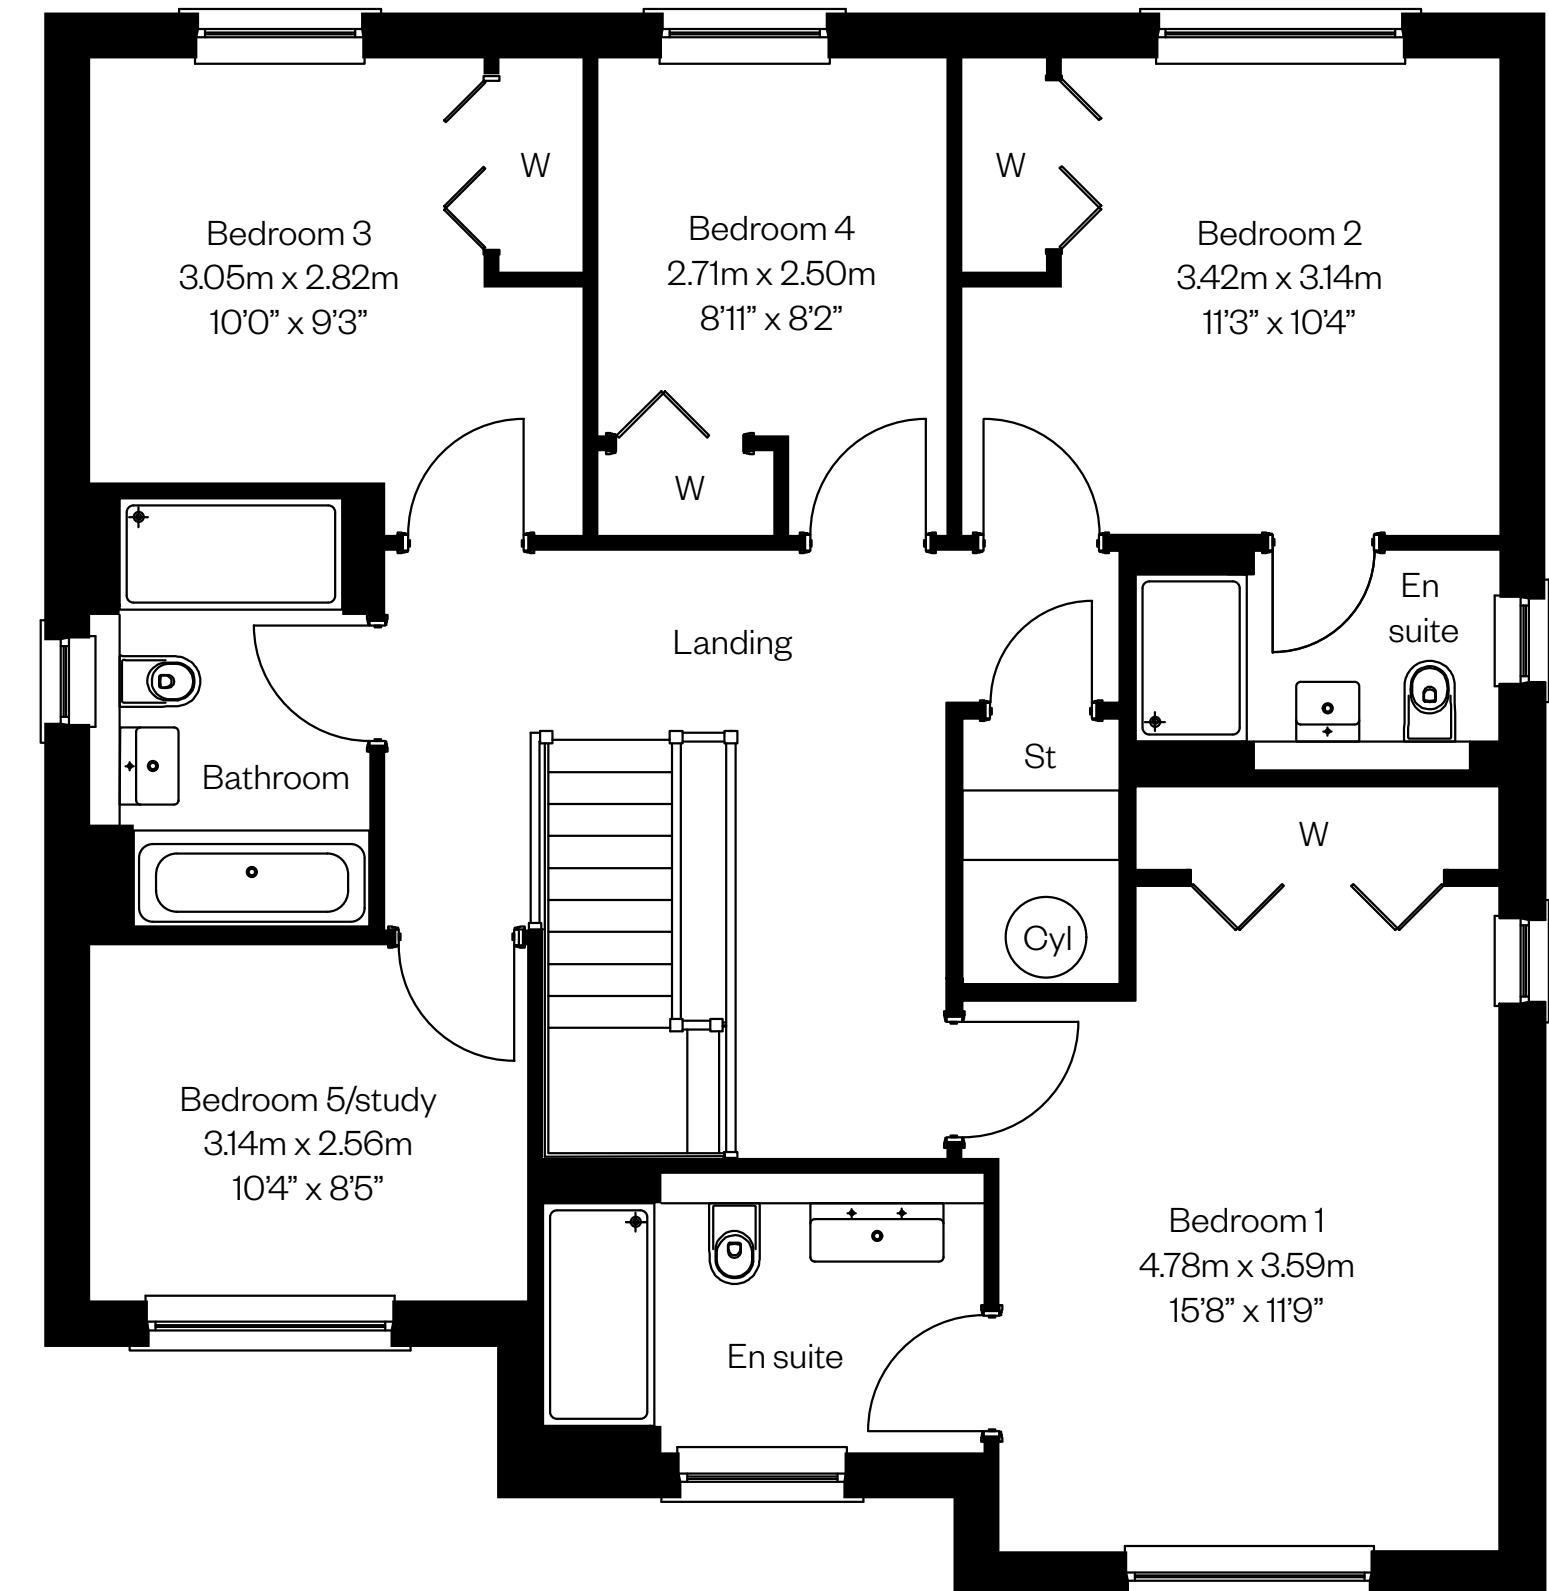 W
W
Bedroom 3
3.05m x 2.82m
10'0” x 9'3”
Bedroom 4
2.71m x 2.50m
8'11” x 8'2”
Bedroom 2
3.42m x 3.14m
11'3” x 10'4”
W
En
suite
Landing
St
Bathroom
W
Cyl
Bedroom 5/study
3.14m x 2.56m
10'4” x 8'5”
Bedroom 1
4.78m x 3.59m
15'8” x 11'9”
En suite